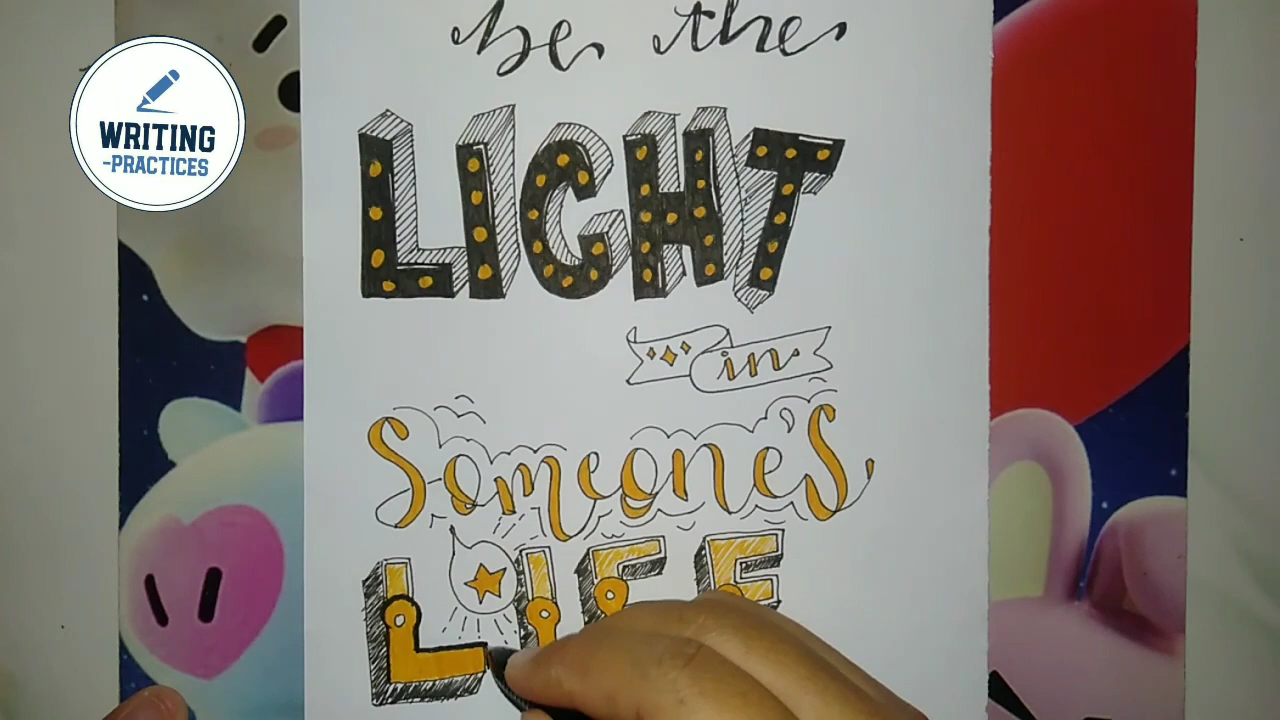 WRITING
-PRACTICES
be the
LIGHT
in
Someone's
LIFE